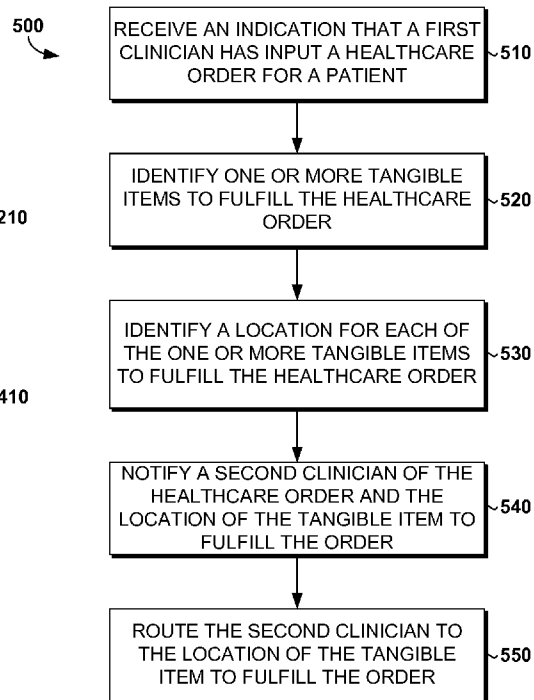 500
RECEIVE AN INDICATION THAT A FIRST
CLINICIAN HAS INPUT A HEALTHCARE
ORDER FOR A PATIENT
510
IDENTIFY ONE OR MORE TANGIBLE
ITEMS TO FULFILL THE HEALTHCARE
ORDER
520
210
IDENTIFY A LOCATION FOR EACH OF
THE ONE OR MORE TANGIBLE ITEMS
TO FULFILL THE HEALTHCARE ORDER
530
410
NOTIFY A SECOND CLINICIAN OF THE
HEALTHCARE ORDER AND THE
LOCATION OF THE TANGIBLE ITEM TO
FULFILL THE ORDER
540
ROUTE THE SECOND CLINICIAN TO
THE LOCATION OF THE TANGIBLE
ITEM TO FULFILL THE ORDER
550